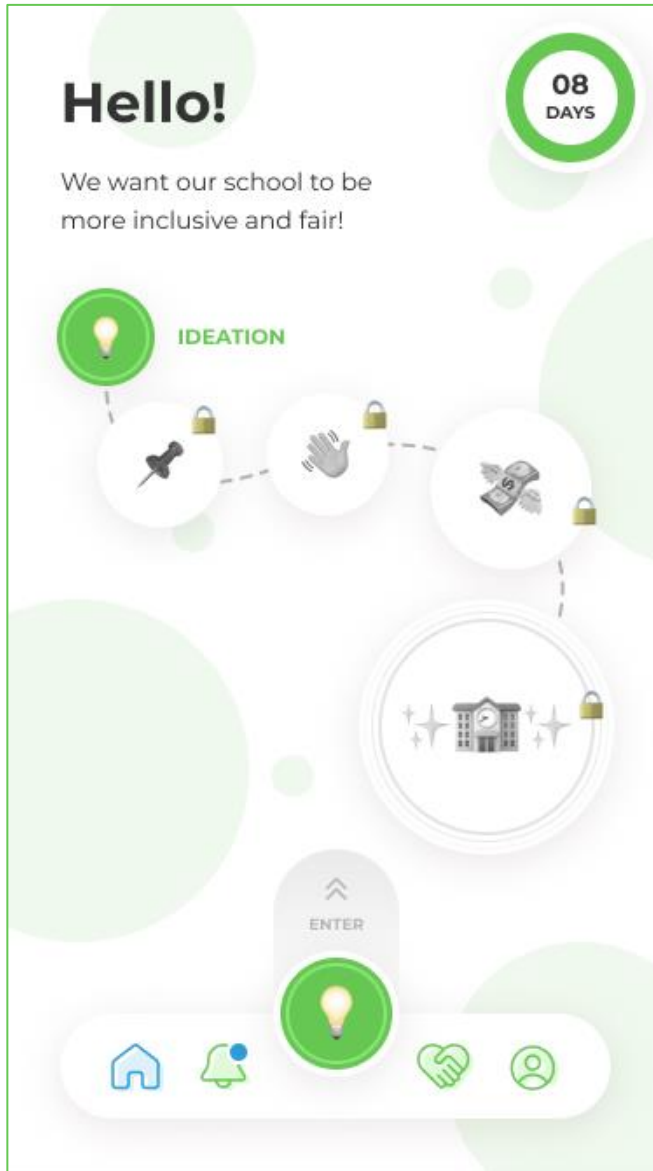 Hello!
08
DAYS
We want our school to be
more inclusive and fair!
IDEATION
ENTER